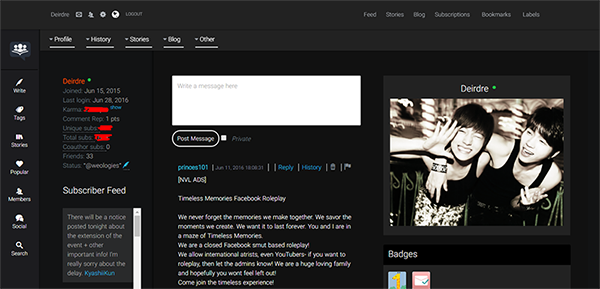 Deirdre LOGOUT Feed Stories Blog Subscriptions Bookmarks Labels
Profile History Stories Blog Other
Write
Tags
Stories
Popular
Members
Social
Search
Deirdre
Joined: Jun 15, 2015
Last login: Jun 28, 2016
Karma: show
Comment Rep: 1 pts
Unique subs:
Total subs:
Coauthor subs: 0
Friends: 33
Status: "@weologies"
Subscriber Feed
There will be a notice
posted tonight about
the extension of the
event + other
important info! I'm
really sorry about the
delay. KyashiiKun
Write a message here
Post Message Private
princes101 | Jun 11, 2016 18:08:31 | | Reply | History | | |
[NVL ADS]
Timeless Memories Facebook Roleplay
We never forget the memories we make together. We savor the
moments we create. We want it to last forever. You and I are in
a maze of Timeless Memories.
We are a closed Facebook smut based roleplay!
We allow international atrists, even YouTubers- if you want to
roleplay, then let the admins know! We are a huge loving family
and hopefully you wont feel left out!
Come join the timeless experience!
Deirdre
Badges